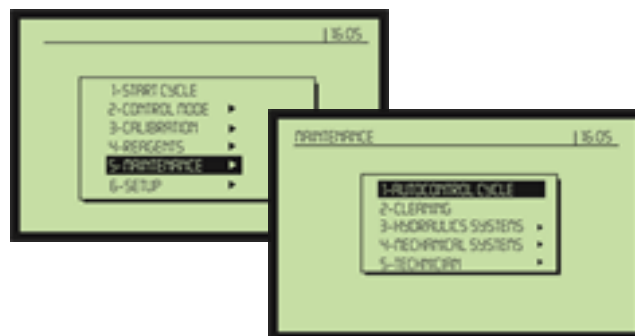 16:05
1-START CYCLE
2-CONTROL MODE ▶
3-CALIBRATION ▶
4-REAGENTS ▶
5-MAINTENANCE ▶
6-SETUP ▶
MAINTENANCE 16:05
1-AUTOCONTROL CYCLE
2-CLEANING
3-HYDRAULICS SYSTEMS ▶
4-MECHANICAL SYSTEMS ▶
5-TECHNICIAN ▶